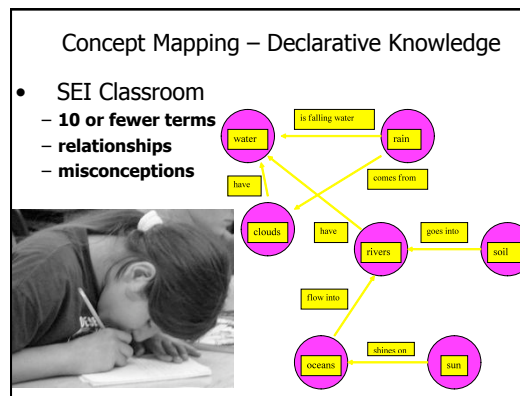 Concept Mapping – Declarative Knowledge
• SEI Classroom
– 10 or fewer terms
– relationships
– misconceptions
is falling water
water
rain
have
comes from
clouds
have
rivers
goes into
soil
flow into
oceans
shines on
sun